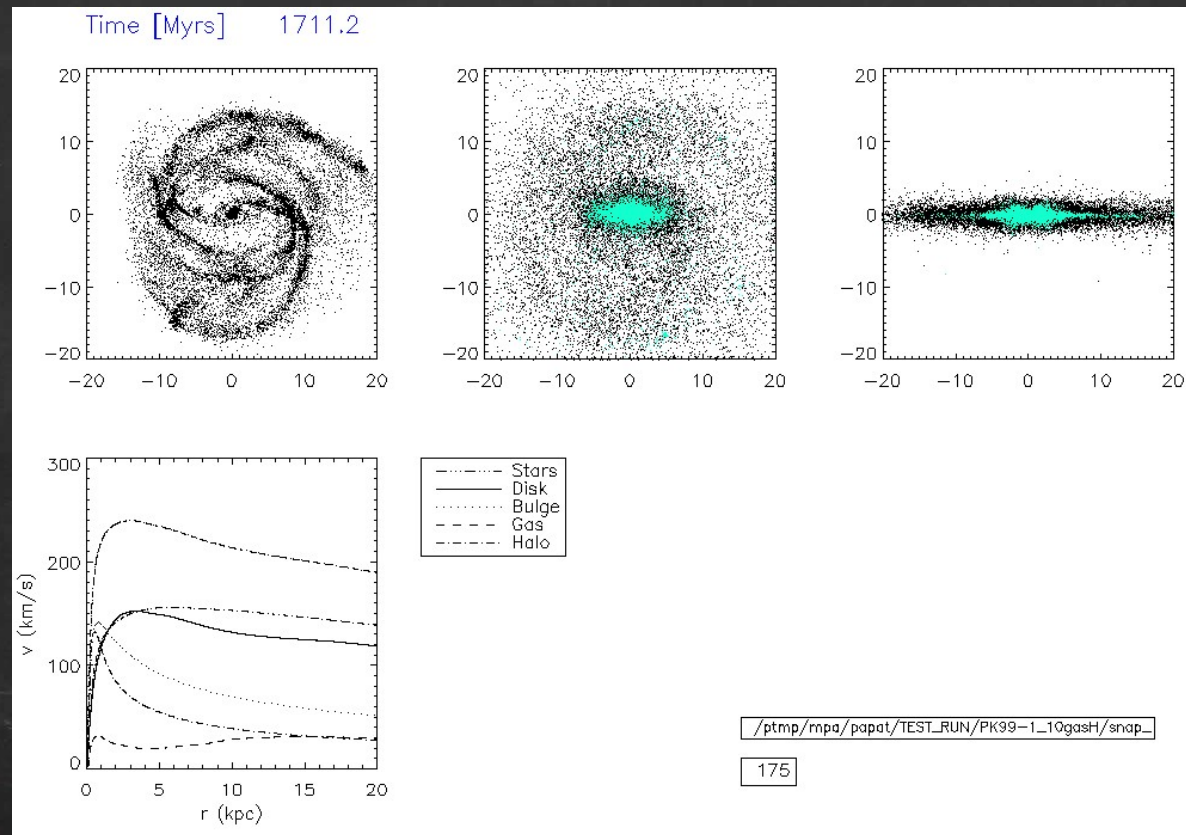 Time [Myrs] 1711.2
20
10
0
−10
−20
−20 −10 0 10 20
20
10
0
−10
−20
−20 −10 0 10 20
20
10
0
−10
−20
−20 −10 0 10 20
300
200
100
0
v (km/s)
0 5 10 15 20
r (kpc)
Stars
Disk
Bulge
Gas
Halo
/ptmp/mpa/papat/TEST_RUN/PK99−1_10gasH/snap_
175